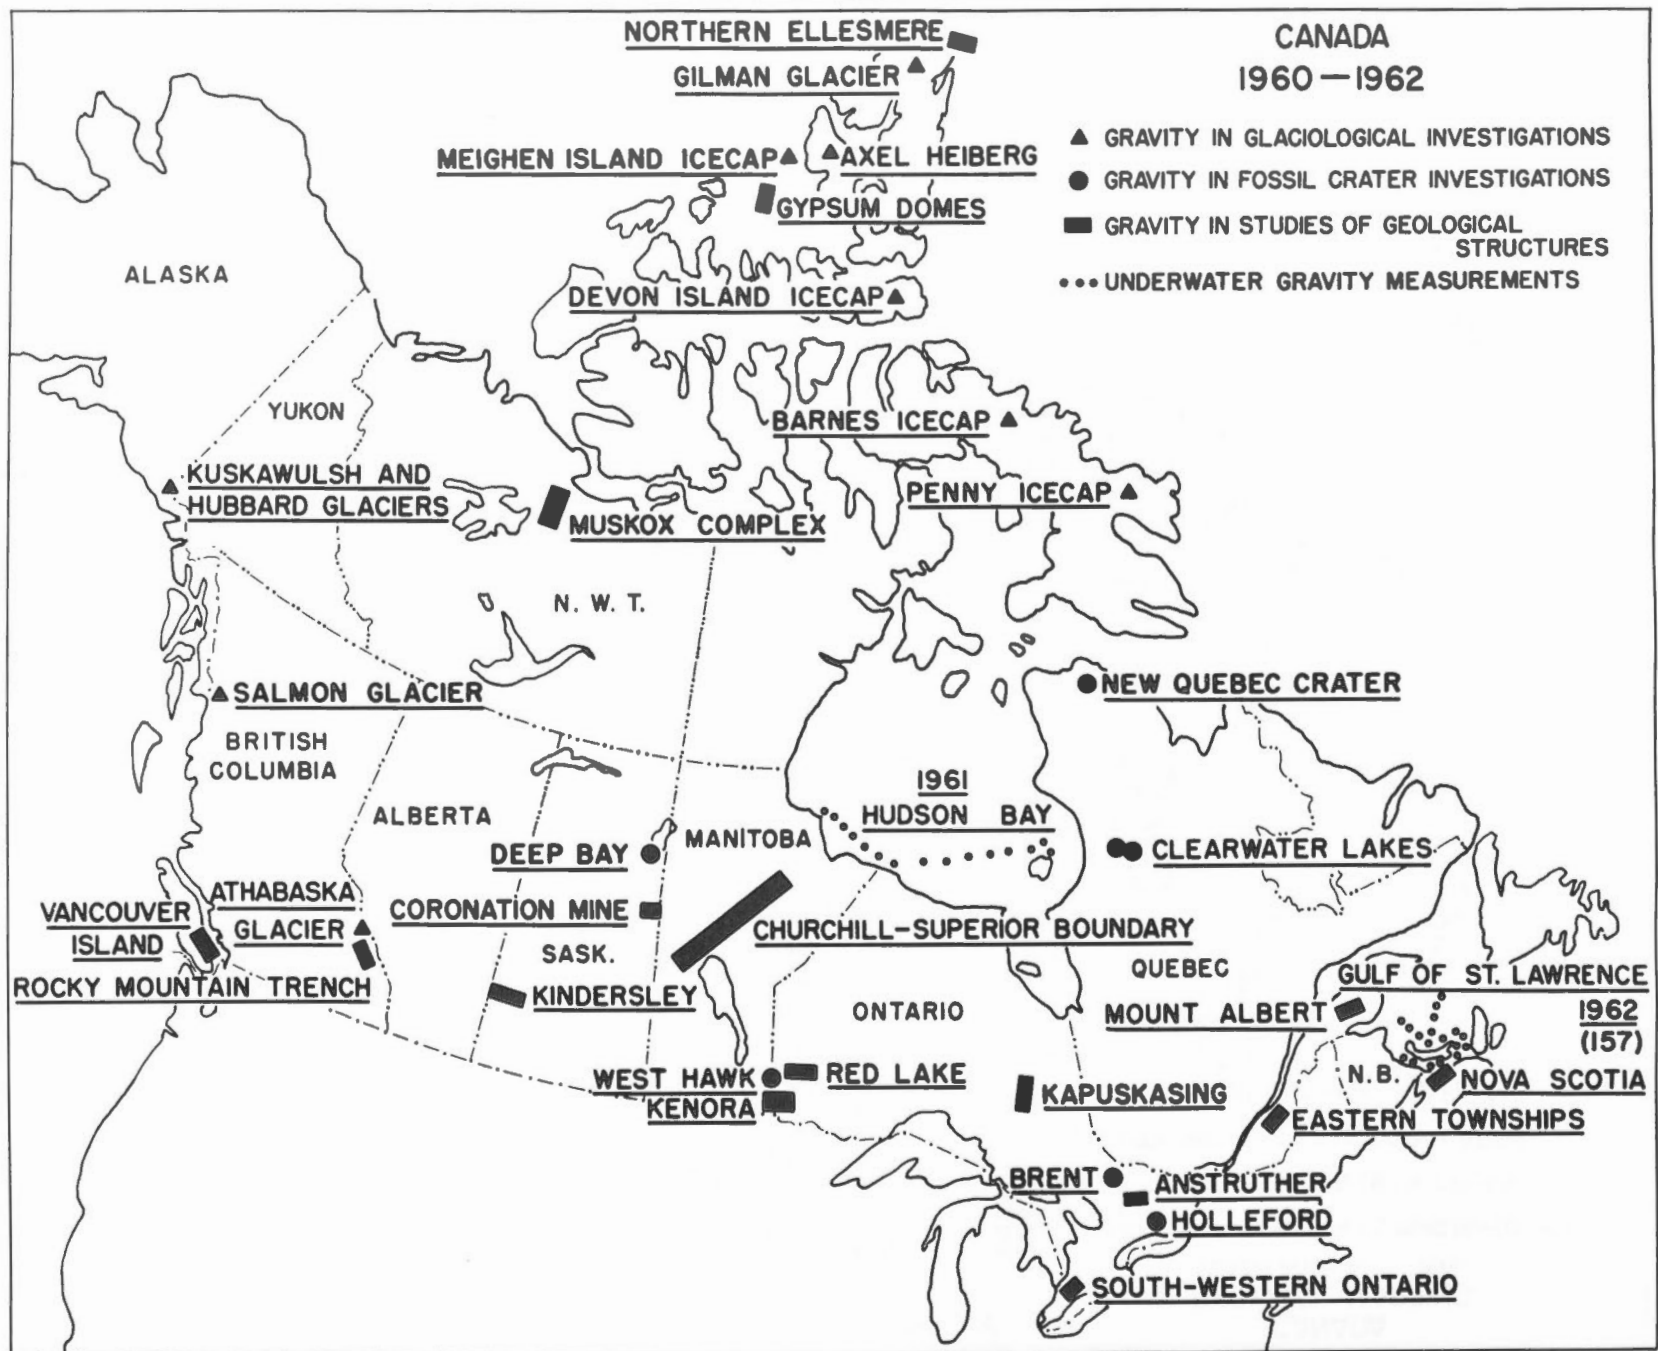 NORTHERN ELLESMERE
GILMAN GLACIER
CANADA
1960—1962
▲ GRAVITY IN GLACIOLOGICAL INVESTIGATIONS
● GRAVITY IN FOSSIL CRATER INVESTIGATIONS
■ GRAVITY IN STUDIES OF GEOLOGICAL
STRUCTURES
•••• UNDERWATER GRAVITY MEASUREMENTS
MEIGHEN ISLAND ICECAP
AXEL HEIBERG
GYPSUM DOMES
ALASKA
DEVON ISLAND ICECAP
YUKON
BARNES ICECAP
KUSKAWULSH AND
HUBBARD GLACIERS
PENNY ICECAP
MUSKOX COMPLEX
N. W. T.
SALMON GLACIER
NEW QUEBEC CRATER
BRITISH
COLUMBIA
ALBERTA
1961
HUDSON BAY
MANITOBA
DEEP BAY
CLEARWATER LAKES
ATHABASKA
GLACIER
VANCOUVER
ISLAND
CORONATION MINE
CHURCHILL-SUPERIOR BOUNDARY
SASK.
QUEBEC
GULF OF ST. LAWRENCE
1962
(157)
ROCKY MOUNTAIN TRENCH
KINDERSLEY
ONTARIO
MOUNT ALBERT
WEST HAWK
RED LAKE
N.B.
NOVA SCOTIA
KENORA
KAPUSKASING
EASTERN TOWNSHIPS
BRENT
ANSTRUTHER
HOLLEFORD
SOUTH-WESTERN ONTARIO